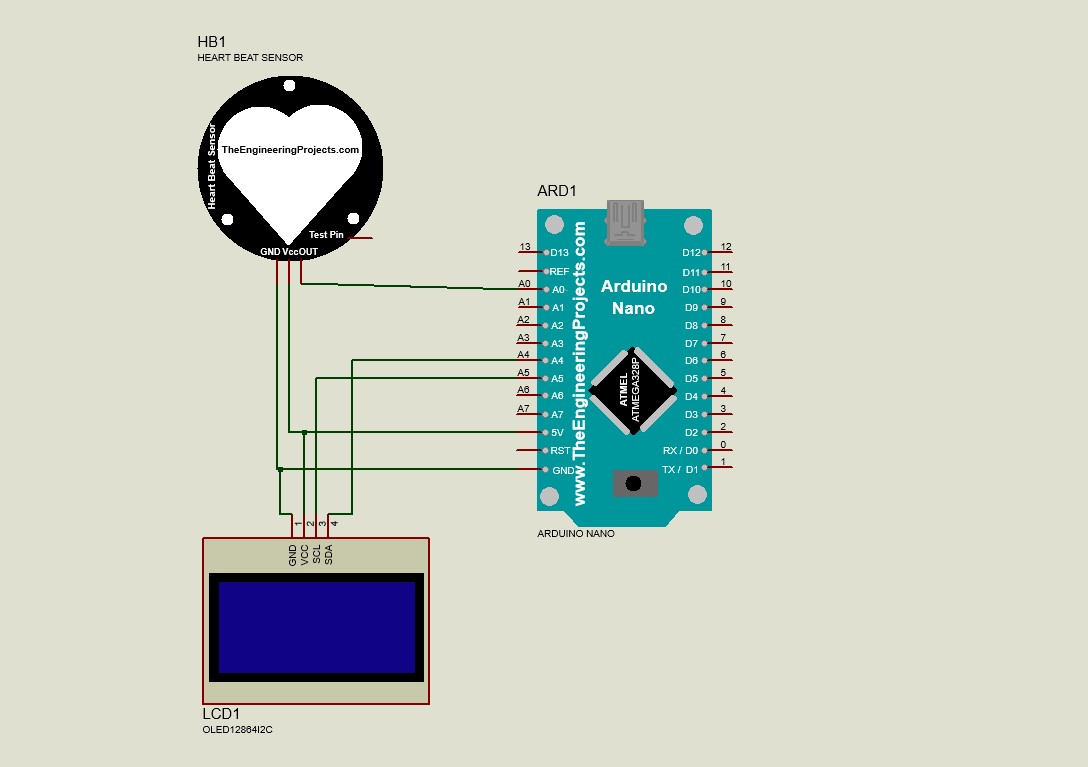 HB1
HEART BEAT SENSOR
Heart Beat Sensor
TheEngineeringProjects.com
Test Pin
GND Vcc OUT
ARD1
www.TheEngineeringProjects.com
Arduino
Nano
ATMEL
ATMEGA328P
13 D13
REF
A0 A0
A1 A1
A2 A2
A3 A3
A4 A4
A5 A5
A6 A6
A7 A7
5V
RST
GND
D12 12
D11 11
D10 10
D9 9
D8 8
D7 7
D6 6
D5 5
D4 4
D3 3
D2 2
RX / D0 0
TX / D1 1
ARDUINO NANO
1 2 3 4
GND
VCC
SCL
SDA
LCD1
OLED12864I2C